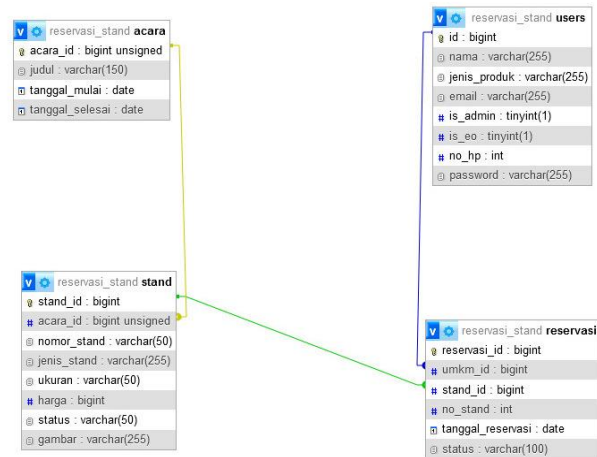 reservasi_stand acara
acara_id : bigint unsigned
judul : varchar(150)
tanggal_mulai : date
tanggal_selesai : date
reservasi_stand users
id : bigint
nama : varchar(255)
jenis_produk : varchar(255)
email : varchar(255)
is_admin : tinyint(1)
is_eo : tinyint(1)
no_hp : int
password : varchar(255)
reservasi_stand stand
stand_id : bigint
acara_id : bigint unsigned
nomor_stand : varchar(50)
jenis_stand : varchar(255)
ukuran : varchar(50)
harga : bigint
status : varchar(50)
gambar : varchar(255)
reservasi_stand reservasi
reservasi_id : bigint
umkm_id : bigint
stand_id : bigint
no_stand : int
tanggal_reservasi : date
status : varchar(100)